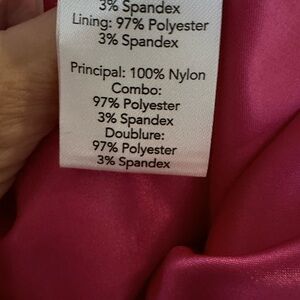 3% Spandex
Lining: 97% Polyester
3% Spandex
Principal: 100% Nylon
Combo:
97% Polyester
3% Spandex
Doublure:
97% Polyester
3% Spandex